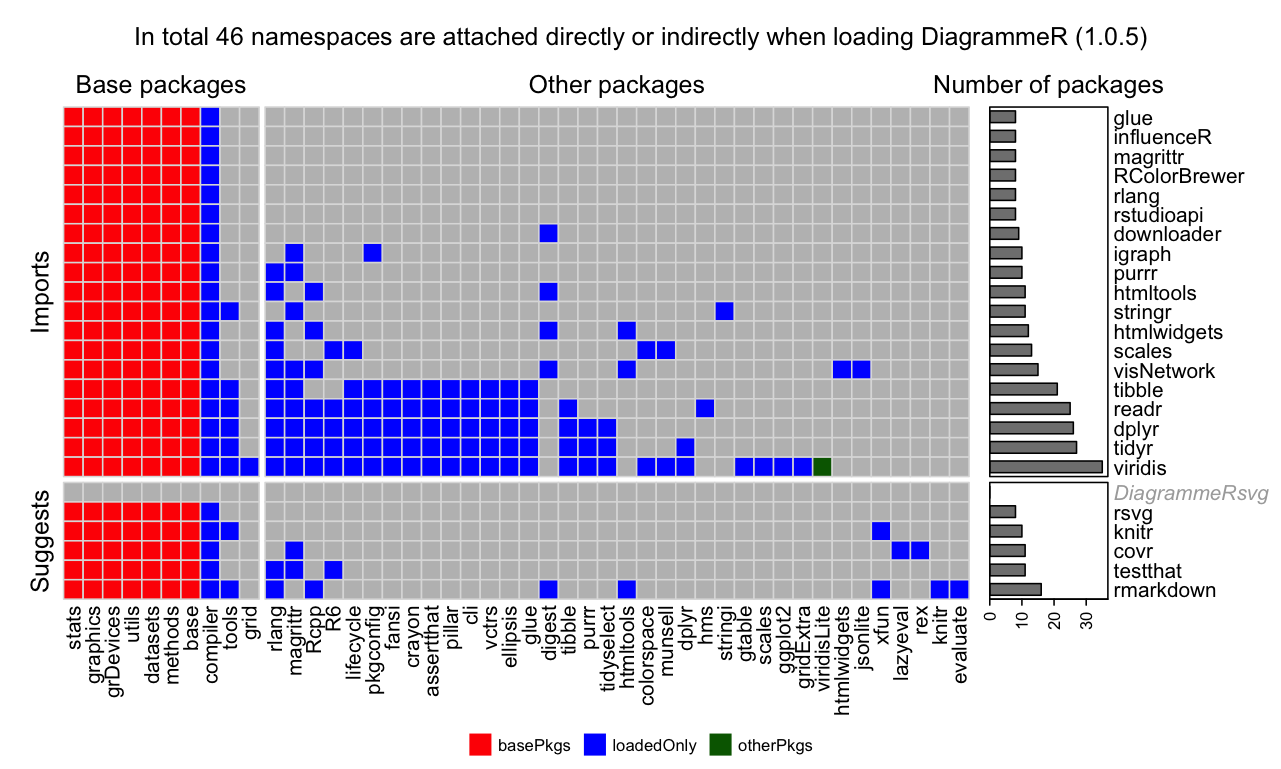 In total 46 namespaces are attached directly or indirectly when loading DiagrammeR (1.0.5)
Base packages
Other packages
Number of packages
Imports
glue
influenceR
magrittr
RColorBrewer
rlang
rstudioapi
downloader
igraph
purrr
htmltools
stringr
htmlwidgets
scales
visNetwork
tibble
readr
dplyr
tidyr
viridis
Suggests
DiagrammeRsvg
rsvg
knitr
covr
testthat
rmarkdown
stats
graphics
grDevices
utils
datasets
methods
base
compiler
tools
grid
rlang
magrittr
Rcpp
R6
lifecycle
pkgconfig
fansi
crayon
assertthat
pillar
cli
vctrs
ellipsis
glue
digest
tibble
purrr
tidyselect
htmltools
colorspace
munsell
dplyr
hms
stringi
gtable
scales
ggplot2
gridExtra
viridisLite
htmlwidgets
jsonlite
xfun
lazyeval
rex
knitr
evaluate
0
10
20
30
basePkgs
loadedOnly
otherPkgs